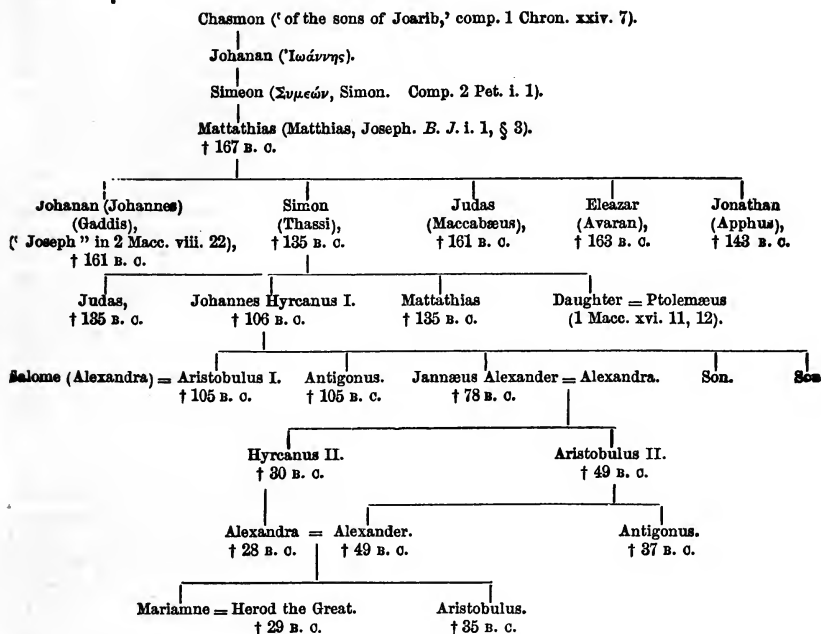 Chasmon (‘ of the sons of Joarib,’ comp. 1 Chron. xxiv. 7).
Johanan (Ἰωάννης).
Simeon (Συμεών, Simon. Comp. 2 Pet. i. 1).
Mattathias (Matthias, Joseph. B. J. i. 1, § 3).
† 167 B. C.
Johanan (Johannes) Simon Judas Eleazar Jonathan
(Gaddis), (Thassi) (Maccabæus), (Avaran), (Apphus),
(‘ Joseph ” in 2 Macc. viii. 22), † 135 B. C. † 161 B. C. † 163 B. C. † 143 B. C.
† 161 B. C.
Judas, Johannes Hyrcanus I. Mattathias Daughter = Ptolemæus
† 135 B. C. † 106 B. C. † 135 B. C. (1 Macc. xvi. 11, 12).
Salome (Alexandra) = Aristobulus I. Antigonus. Jannæus Alexander = Alexandra. Son. Son
† 105 B. C. † 105 B. C. † 78 B. C.
Hyrcanus II. Aristobulus II.
† 30 B. C. † 49 B. C.
Alexandra = Alexander. Antigonus.
† 28 B. C. † 49 B. C. † 37 B. C.
Mariamne = Herod the Great. Aristobulus.
† 29 B. C. † 35 B. C.